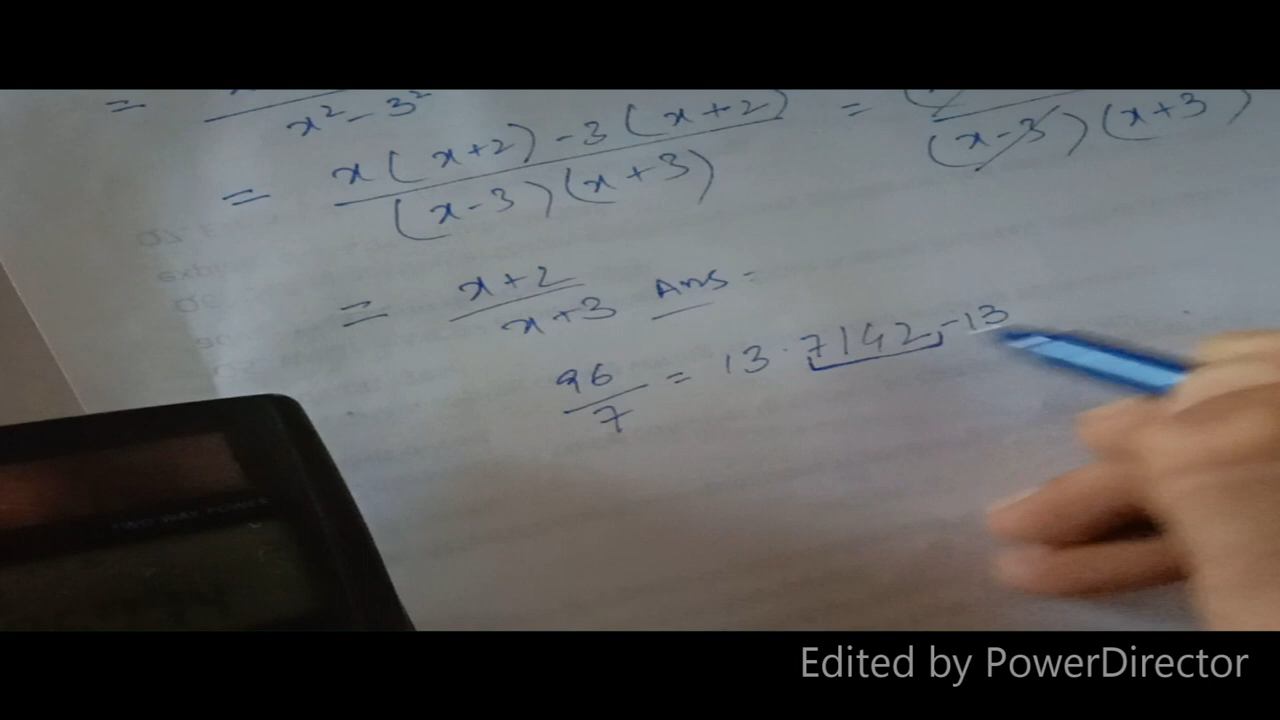 = x² - 3²
= x(x+2) - 3(x+2) / (x-3)(x+3) = (x-3)(x+3)
= x+2 / x+3 Ans -
96 / 7 = 13.7142 - 13
Edited by PowerDirector